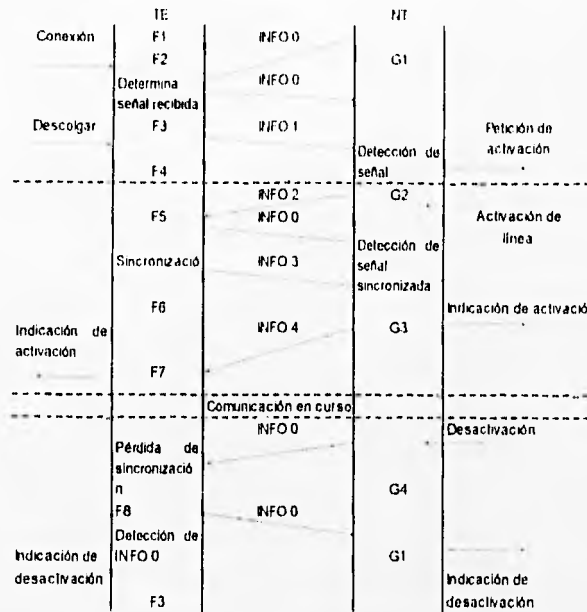 TE NT
Conexión F1 INFO 0
F2 G1
Determina INFO 0
señal recibida
Descolgar F3 INFO 1 Petición de
Detección de activación
F4 señal
INFO 2 G2
F5 INFO 0 Activación de
Detección de línea
Sincronizació INFO 3 señal
sincronizada
F6 Indicación de activació
Indicación de INFO 4 G3
activación
F7
Comunicación en curso
INFO 0 Desactivación
Pérdida de
sincronizació
n G4
F8 INFO 0
Detección de
Indicación de INFO 0 G1
desactivación
Indicación de
F3 desactivación